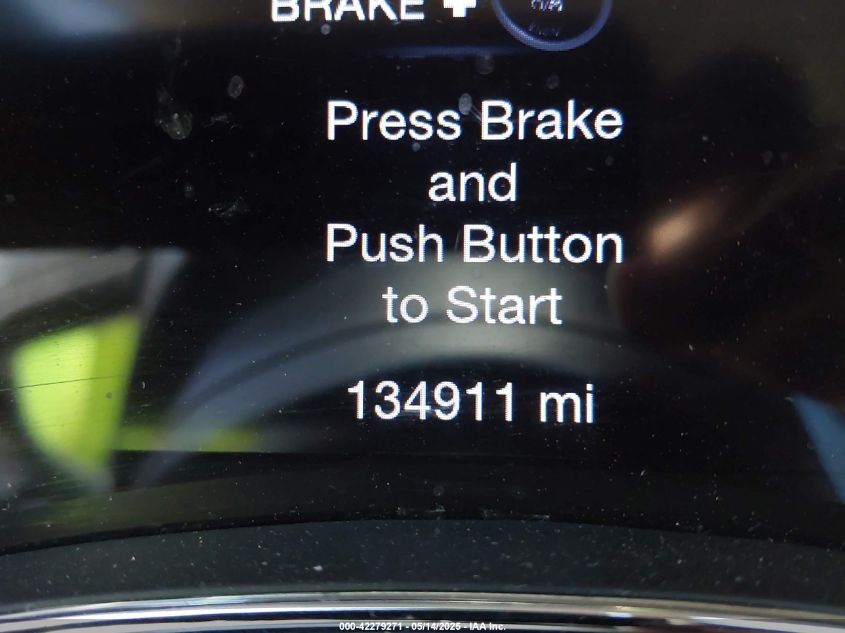 BRAKE +
Press Brake
and
Push Button
to Start
134911 mi
000-42279271 - 05/14/2025 - IAA Inc.